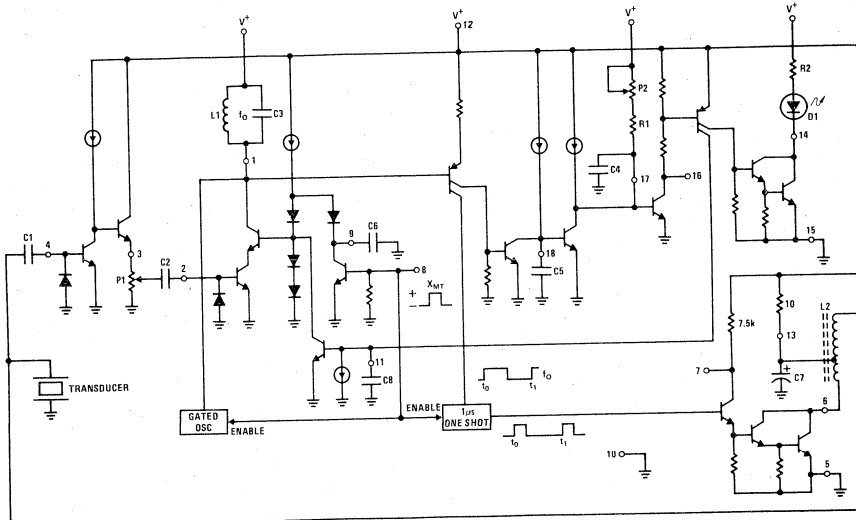 V+
V+
12
V+
V+
R2
D1
14
L1
fO
C3
1
P2
R1
C4
17
16
15
C1
4
3
P1
C2
2
9
C6
8
XMT
+
−
18
C5
10
13
L2
7.5k
7
C7
+
6
5
TRANSDUCER
11
C8
fO
t0
t1
GATED
OSC
ENABLE
ENABLE
1µs
ONE SHOT
t0
t1
10